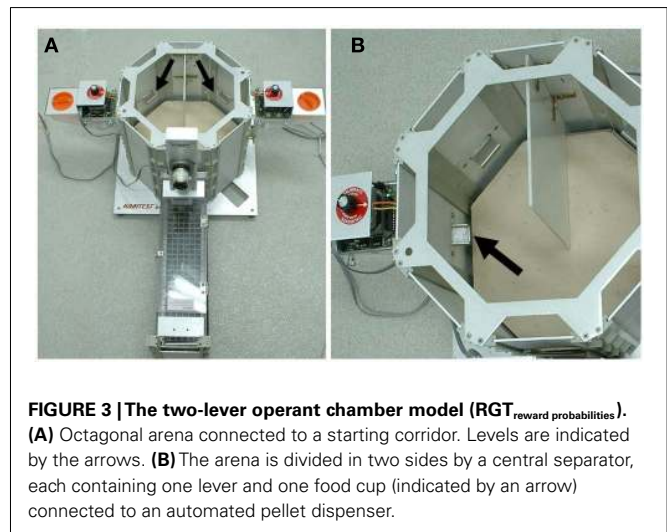 A
B
FIGURE 3 | The two-lever operant chamber model (RGTreward probabilities).
(A) Octagonal arena connected to a starting corridor. Levels are indicated
by the arrows. (B) The arena is divided in two sides by a central separator,
each containing one lever and one food cup (indicated by an arrow)
connected to an automated pellet dispenser.